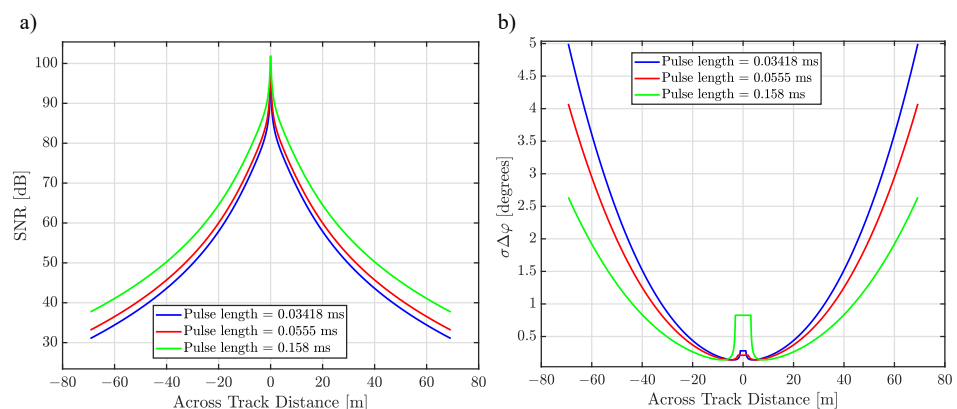 a)
SNR [dB]
100
90
80
70
60
50
40
30
Pulse length = 0.03418 ms
Pulse length = 0.0555 ms
Pulse length = 0.158 ms
−80 −60 −40 −20 0 20 40 60 80
Across Track Distance [m]
b)
σΔφ [degrees]
5
4.5
4
3.5
3
2.5
2
1.5
1
0.5
Pulse length = 0.03418 ms
Pulse length = 0.0555 ms
Pulse length = 0.158 ms
−80 −60 −40 −20 0 20 40 60 80
Across Track Distance [m]